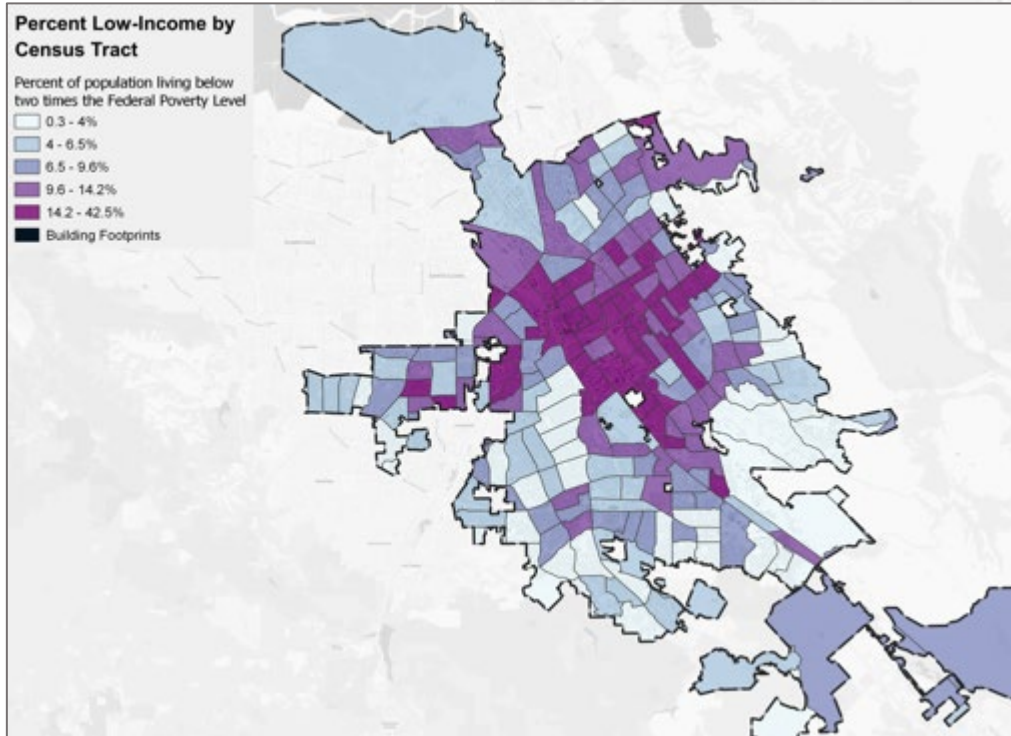 Percent Low-Income by
Census Tract
Percent of population living below
two times the Federal Poverty Level
0.3 - 4%
4 - 6.5%
6.5 - 9.6%
9.6 - 14.2%
14.2 - 42.5%
Building Footprints